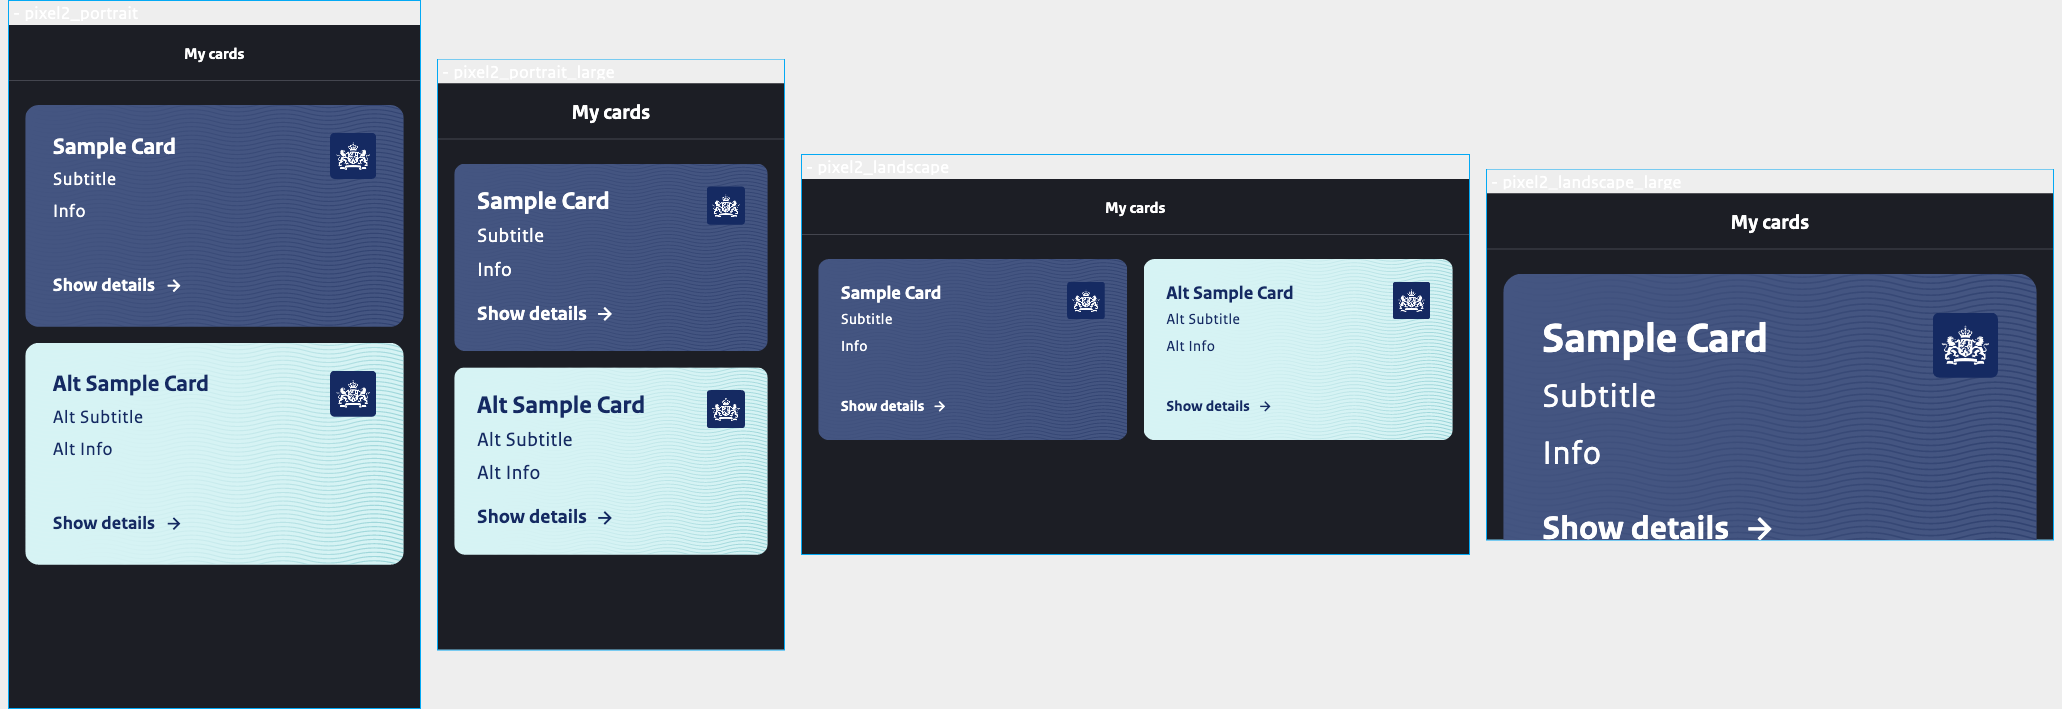 - pixel2_portrait
My cards
Sample Card
Subtitle
Info
Show details
Alt Sample Card
Alt Subtitle
Alt Info
Show details
- pixel2_portrait_large
My cards
Sample Card
Subtitle
Info
Show details
Alt Sample Card
Alt Subtitle
Alt Info
Show details
- pixel2_landscape
My cards
Sample Card
Subtitle
Info
Show details
Alt Sample Card
Alt Subtitle
Alt Info
Show details
- pixel2_landscape_large
My cards
Sample Card
Subtitle
Info
Show details